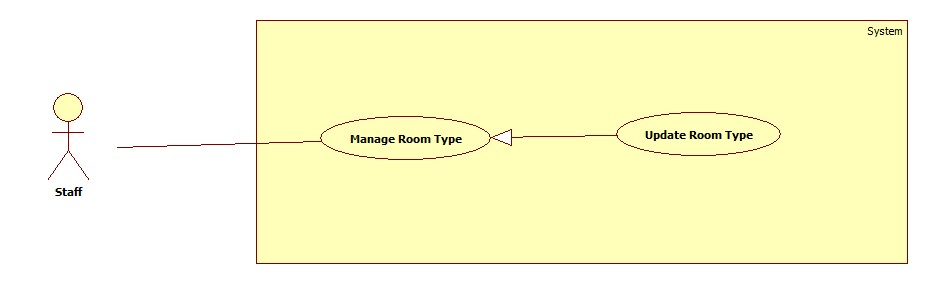 System
Manage Room Type
Update Room Type
Staff